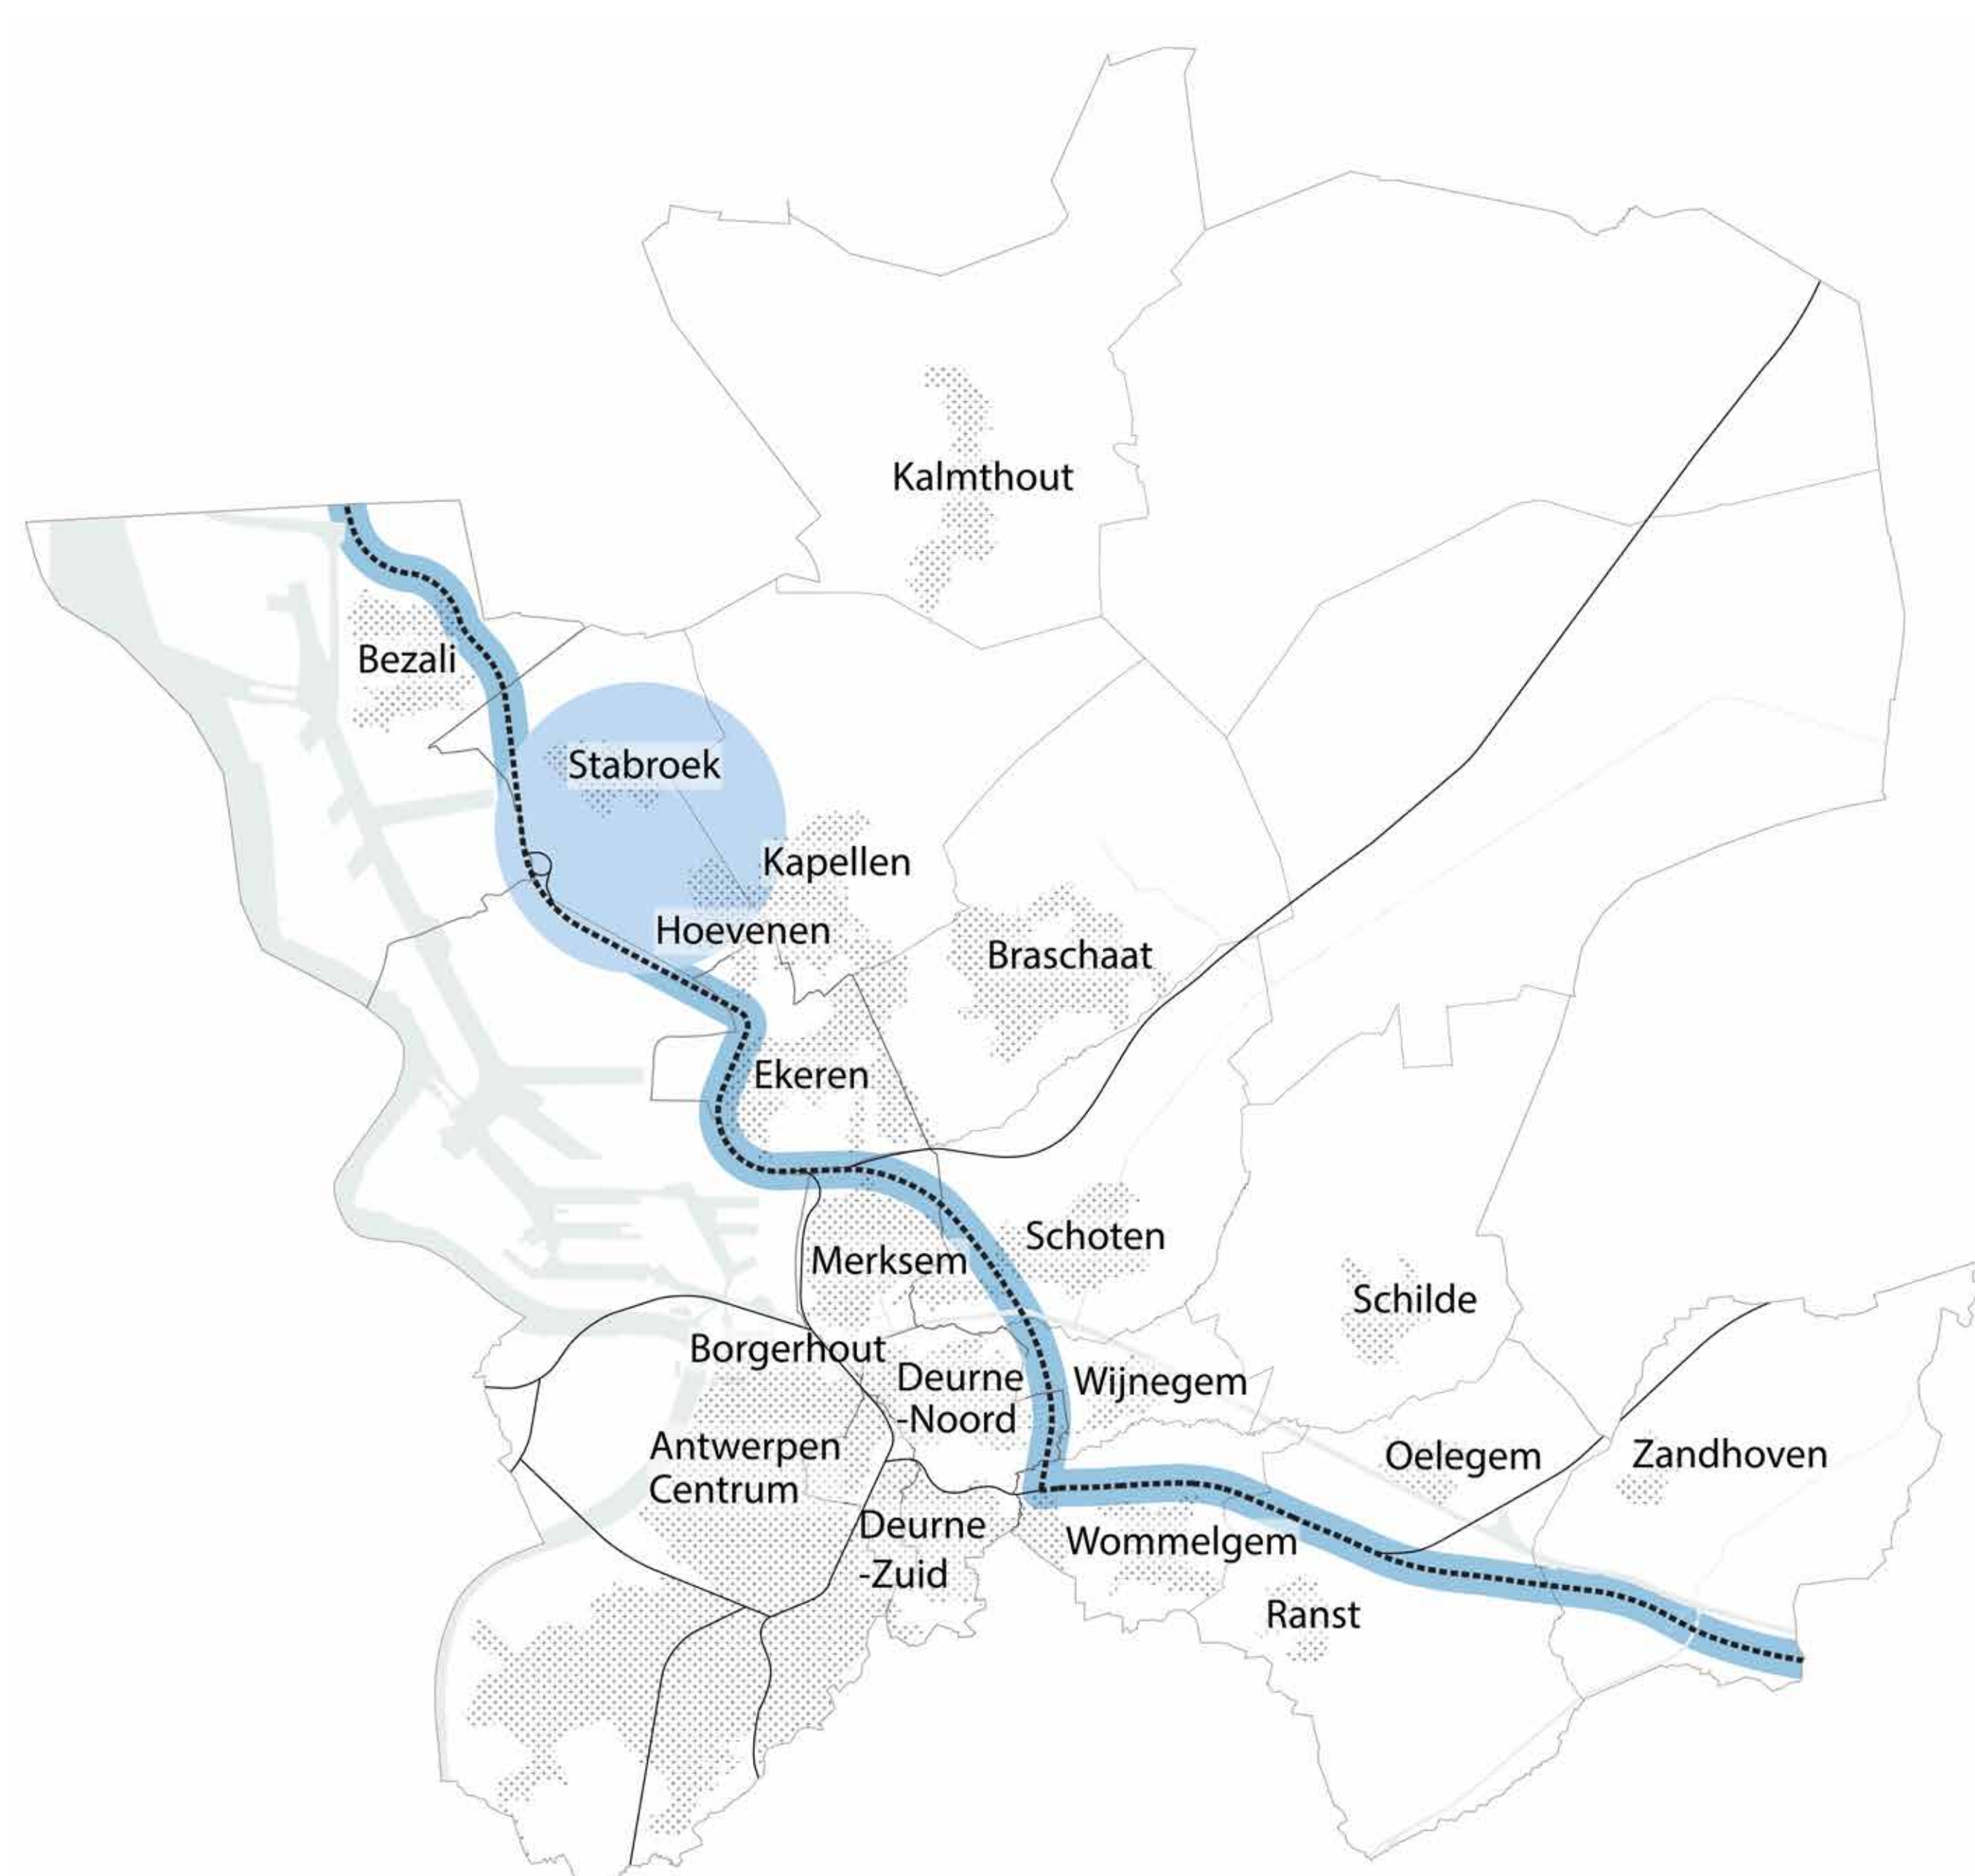 Kalmthout
Bezali
Stabroek
Kapellen
Hoevenen
Braschaat
Ekeren
Schoten
Merksem
Schilde
Borgerhout
Deurne
-Noord
Wijnegem
Antwerpen
Centrum
Oelegem
Zandhoven
Deurne
-Zuid
Wommelgem
Ranst